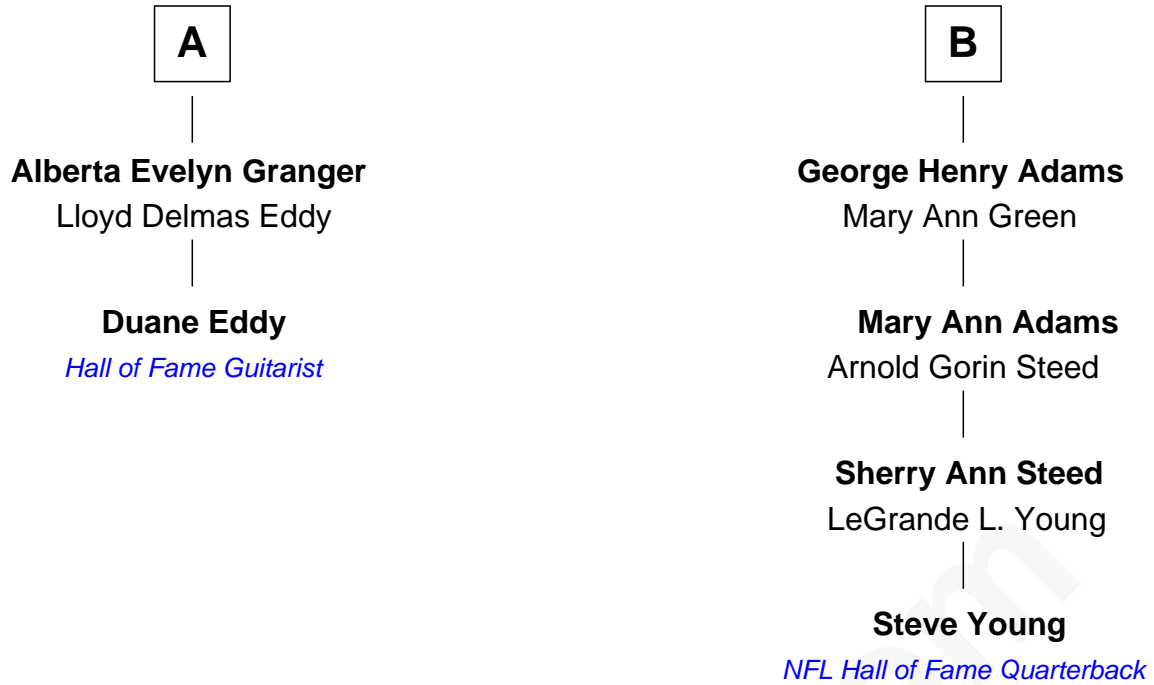 A
Alberta Evelyn Granger
Lloyd Delmas Eddy
Duane Eddy
Hall of Fame Guitarist
B
George Henry Adams
Mary Ann Green
Mary Ann Adams
Arnold Gorin Steed
Sherry Ann Steed
LeGrande L. Young
Steve Young
NFL Hall of Fame Quarterback